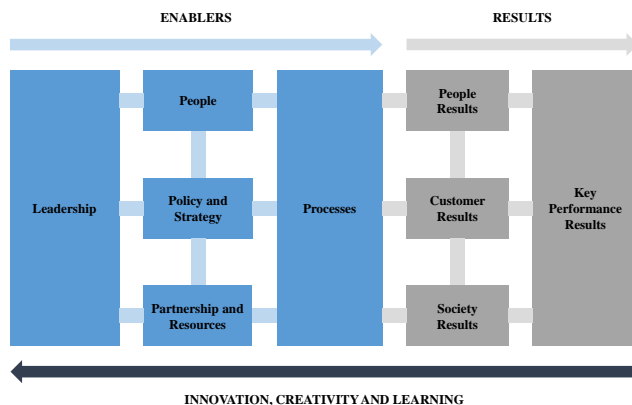 ENABLERS
RESULTS
People
People
Results
Leadership
Policy and
Strategy
Processes
Customer
Results
Key
Performance
Results
Partnership and
Resources
Society
Results
INNOVATION, CREATIVITY AND LEARNING